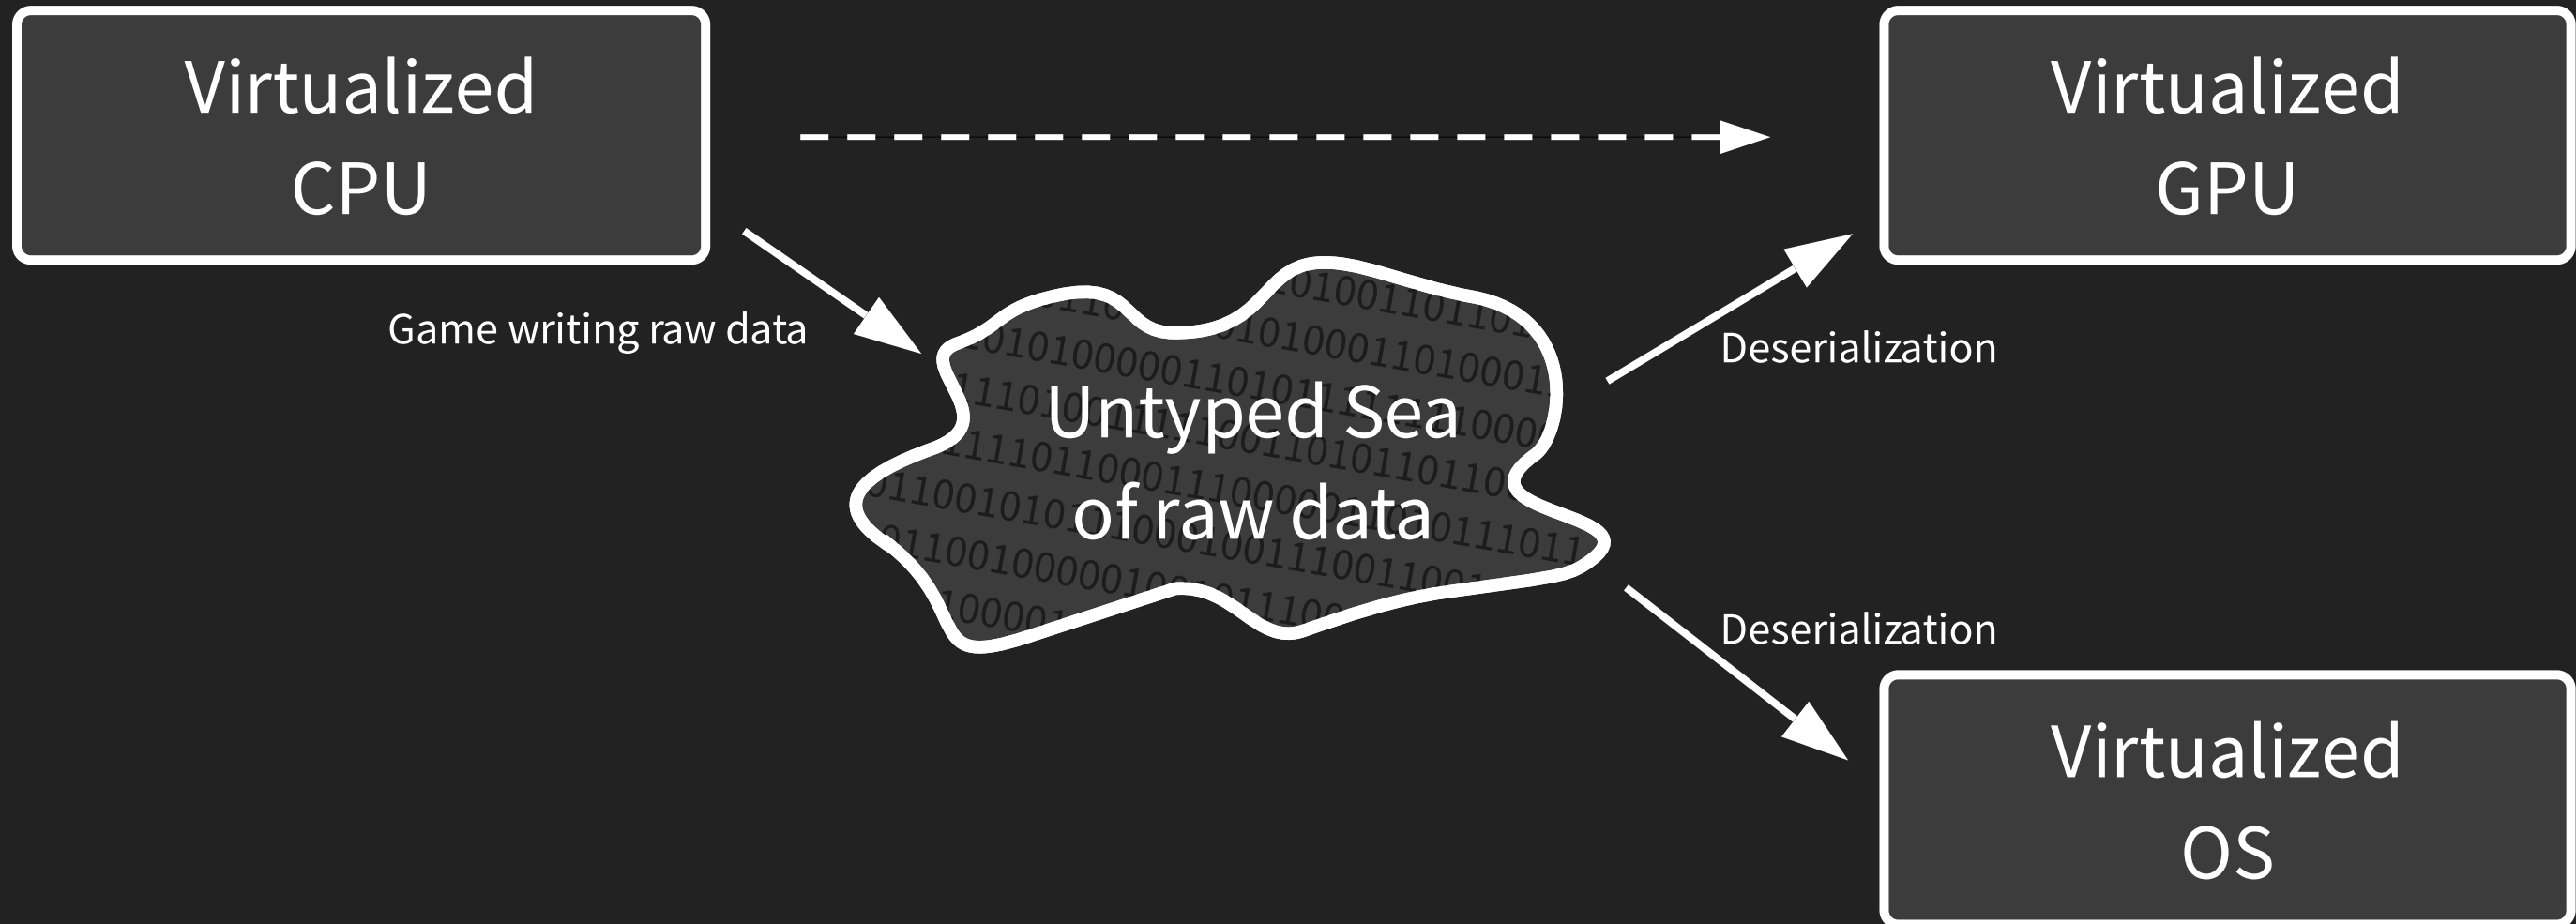 Virtualized
CPU
Virtualized
GPU
Game writing raw data
Deserialization
Untyped Sea
of raw data
Deserialization
Virtualized
OS